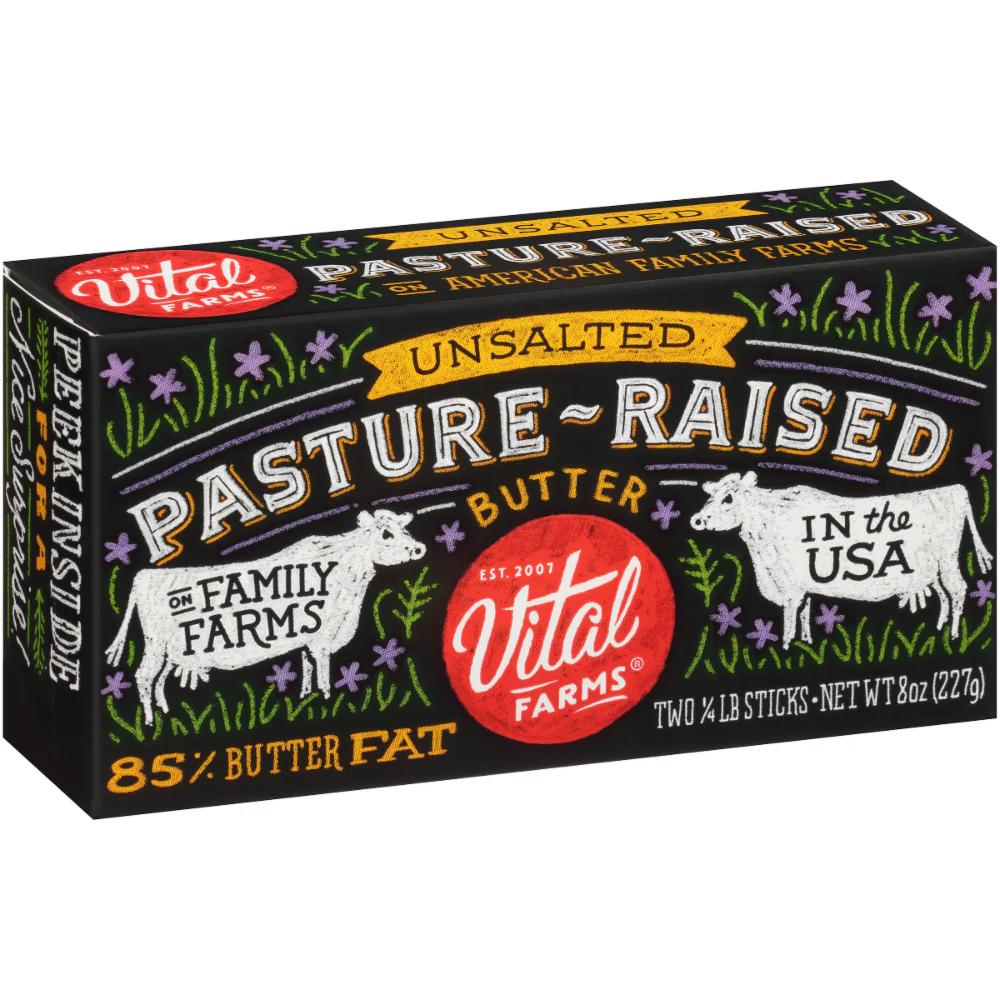 EST. 2007
Vital
FARMS®
UNSALTED
PASTURE~RAISED
ON AMERICAN FAMILY FARMS
PEEK INSIDE
FOR A
Nice Surprise!
UNSALTED
PASTURE~RAISED
BUTTER
ON FAMILY
FARMS
IN the
USA
EST. 2007
Vital
FARMS®
85% BUTTER FAT
TWO ¼ LB STICKS • NET WT 8oz (227g)